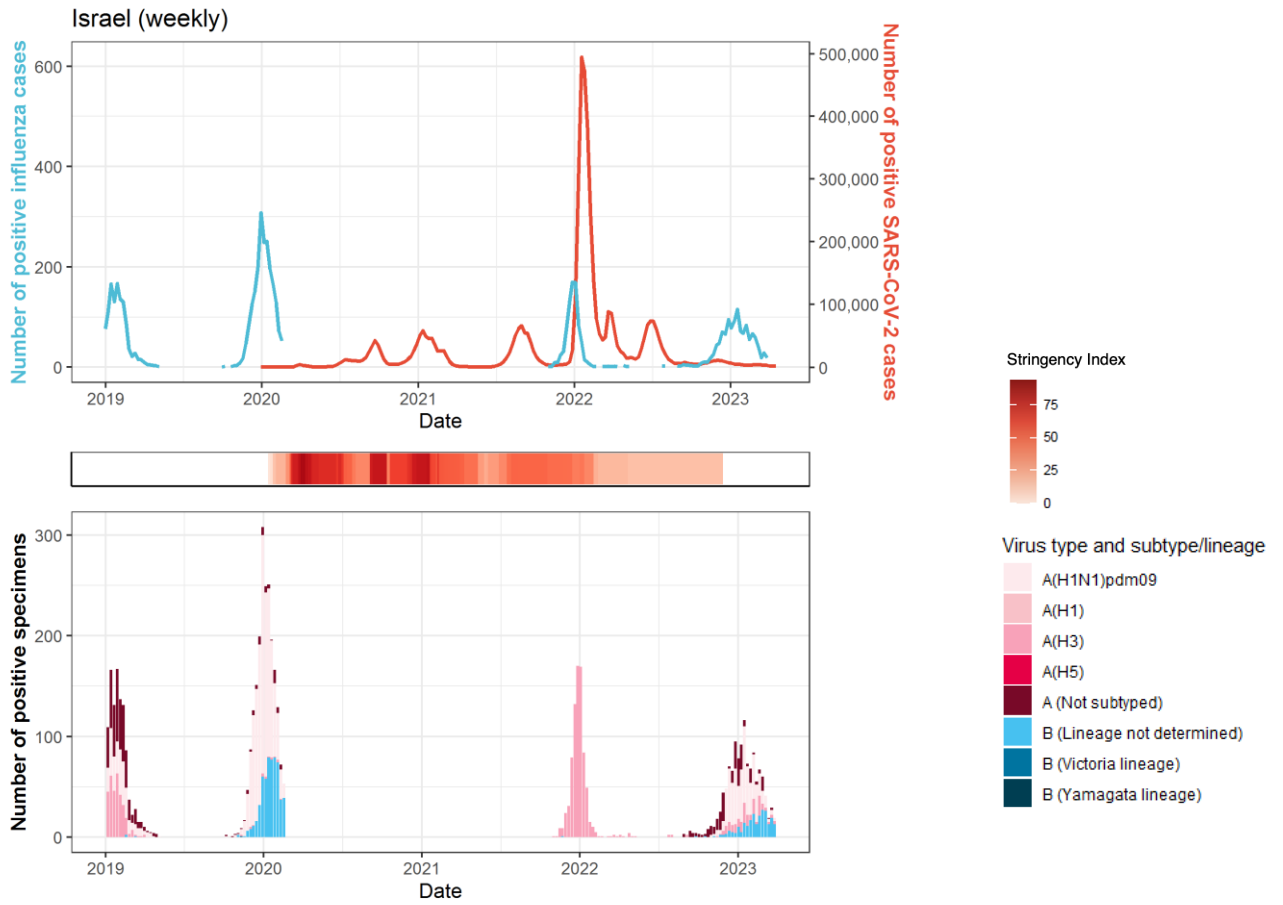 Israel (weekly)
Number of positive influenza cases
600
400
200
0
500,000
400,000
300,000
200,000
100,000
0
Number of positive SARS-CoV-2 cases
2019
2020
2021
2022
2023
Date
Stringency Index
75
50
25
0
Number of positive specimens
300
200
100
0
2019
2020
2021
2022
2023
Date
Virus type and subtype/lineage
A(H1N1)pdm09
A(H1)
A(H3)
A(H5)
A (Not subtyped)
B (Lineage not determined)
B (Victoria lineage)
B (Yamagata lineage)